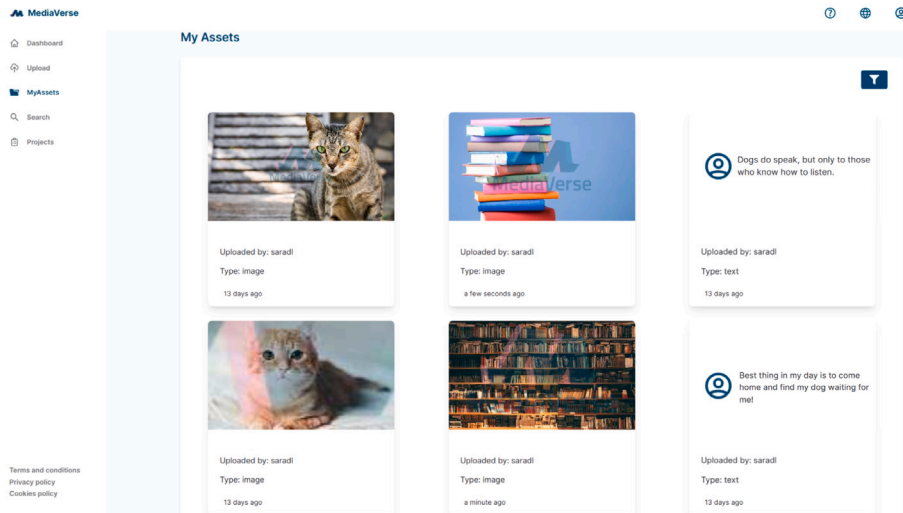 MediaVerse
Dashboard
Upload
MyAssets
Search
Projects
Terms and conditions
Privacy policy
Cookies policy
My Assets
MediaVerse
Uploaded by: saradl
Type: image
13 days ago
MediaVerse
Uploaded by: saradl
Type: image
a few seconds ago
Dogs do speak, but only to those
who know how to listen.
Uploaded by: saradl
Type: text
13 days ago
Uploaded by: saradl
Type: image
13 days ago
Uploaded by: saradl
Type: image
a minute ago
Best thing in my day is to come
home and find my dog waiting for
me!
Uploaded by: saradl
Type: text
13 days ago